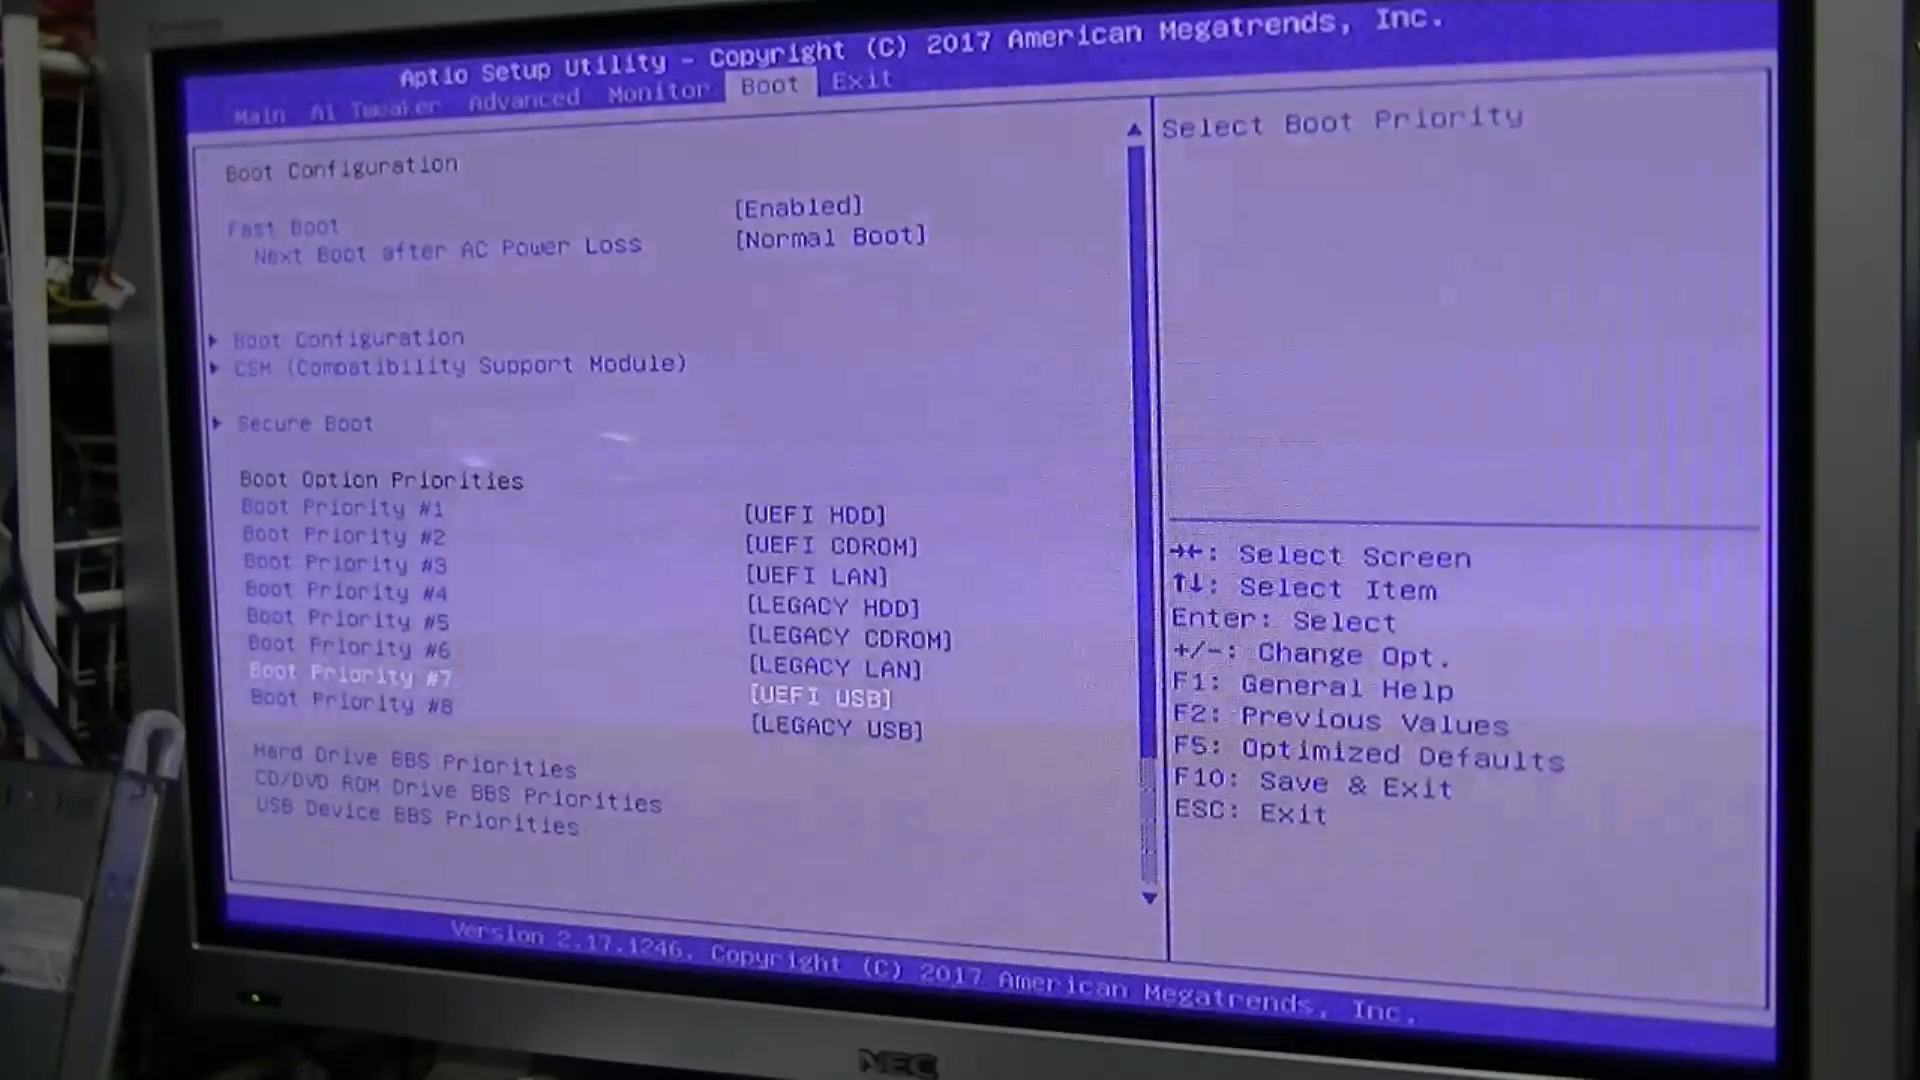 Aptio Setup Utility - Copyright (C) 2017 American Megatrends, Inc.
Main Ai Tweaker Advanced Monitor Boot Exit
Boot Configuration
Fast Boot [Enabled]
Next Boot after AC Power Loss [Normal Boot]
Boot Configuration
CSM (Compatibility Support Module)
Secure Boot
Boot Option Priorities
Boot Priority #1 [UEFI HDD]
Boot Priority #2 [UEFI CDROM]
Boot Priority #3 [UEFI LAN]
Boot Priority #4 [LEGACY HDD]
Boot Priority #5 [LEGACY CDROM]
Boot Priority #6 [LEGACY LAN]
Boot Priority #7 [UEFI USB]
Boot Priority #8 [LEGACY USB]
Hard Drive BBS Priorities
CD/DVD ROM Drive BBS Priorities
USB Device BBS Priorities
Select Boot Priority
→←: Select Screen
↑↓: Select Item
Enter: Select
+/-: Change Opt.
F1: General Help
F2: Previous Values
F5: Optimized Defaults
F10: Save & Exit
ESC: Exit
Version 2.17.1246. Copyright (C) 2017 American Megatrends, Inc.
NEC